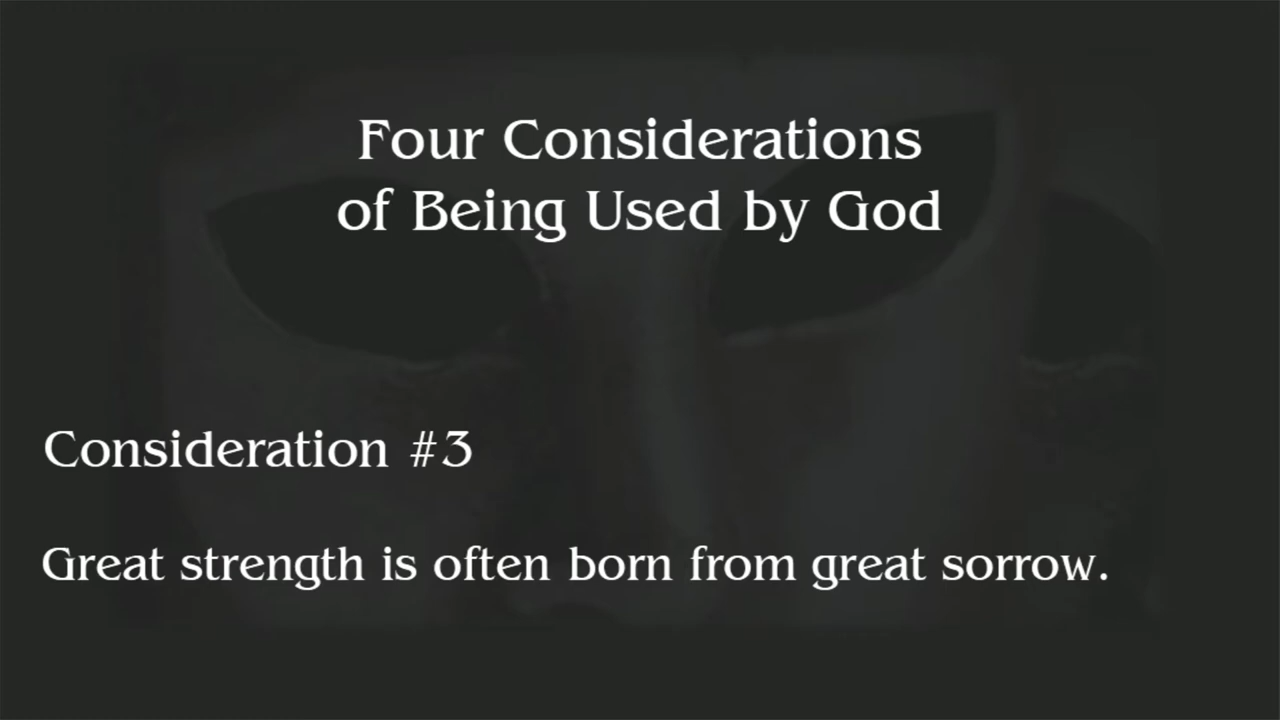 Four Considerations
of Being Used by God
Consideration #3
Great strength is often born from great sorrow.